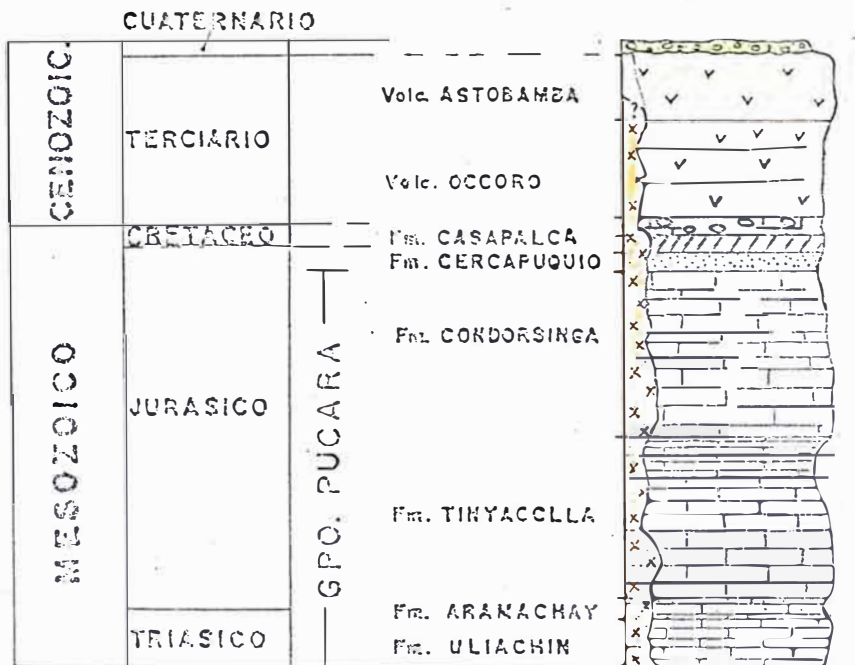 CUATERNARIO
CENOZOIC.
TERCIARIO
Volc. ASTOBAMBA
Volc. OCCORO
CRETACEO
Fm. CASAPALCA
Fm. CERCAPUQUIO
MESOZOICO
JURASICO
GPO. PUCARA
Fm. CONDORSINGA
Fm. TINYACCLLA
TRIASICO
Fm. ARAMACHAY
Fm. ULIACHIN
?